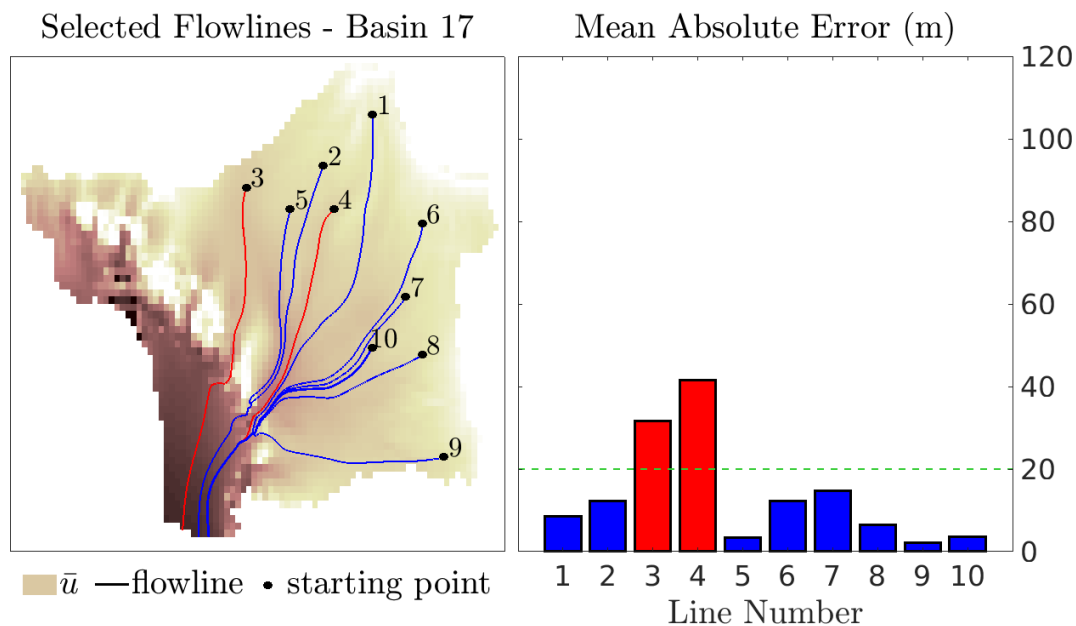 Selected Flowlines - Basin 17
1
2
3
5
4
6
7
10
8
9
ū
flowline
starting point
Mean Absolute Error (m)
120
100
80
60
40
20
0
1 2 3 4 5 6 7 8 9 10
Line Number